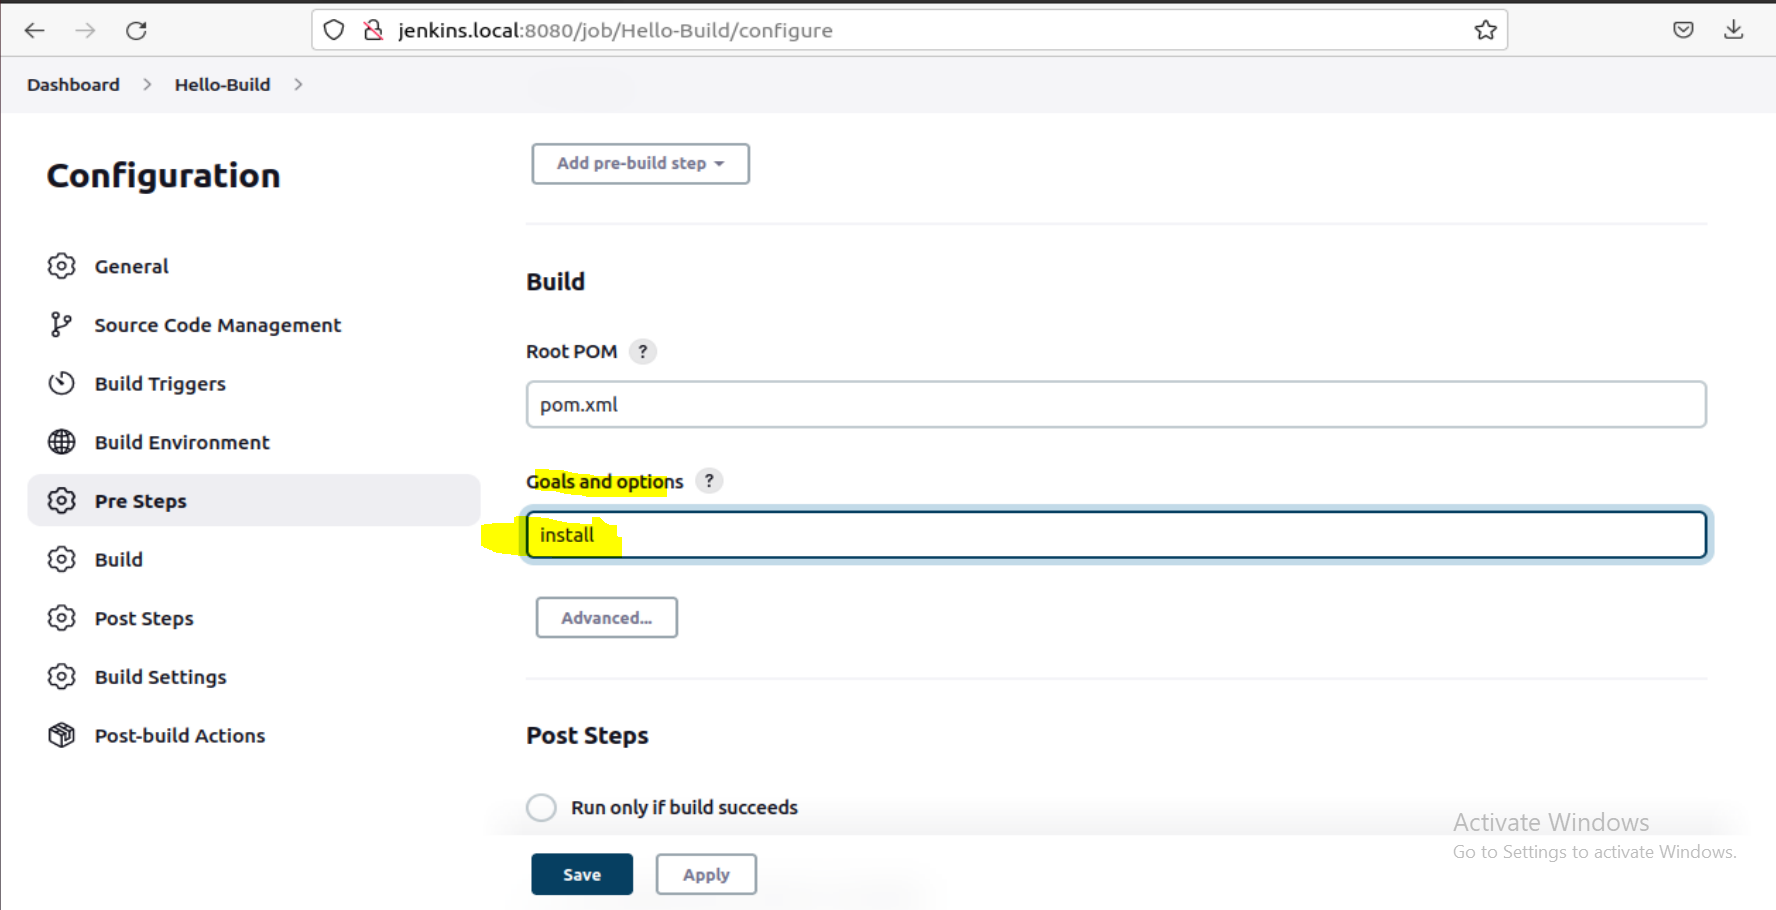 jenkins.local:8080/job/Hello-Build/configure
Dashboard > Hello-Build >
Configuration
General
Source Code Management
Build Triggers
Build Environment
Pre Steps
Build
Post Steps
Build Settings
Post-build Actions
Add pre-build step
Build
Root POM ?
pom.xml
Goals and options ?
install
Advanced...
Post Steps
Run only if build succeeds
Save Apply
Activate Windows
Go to Settings to activate Windows.